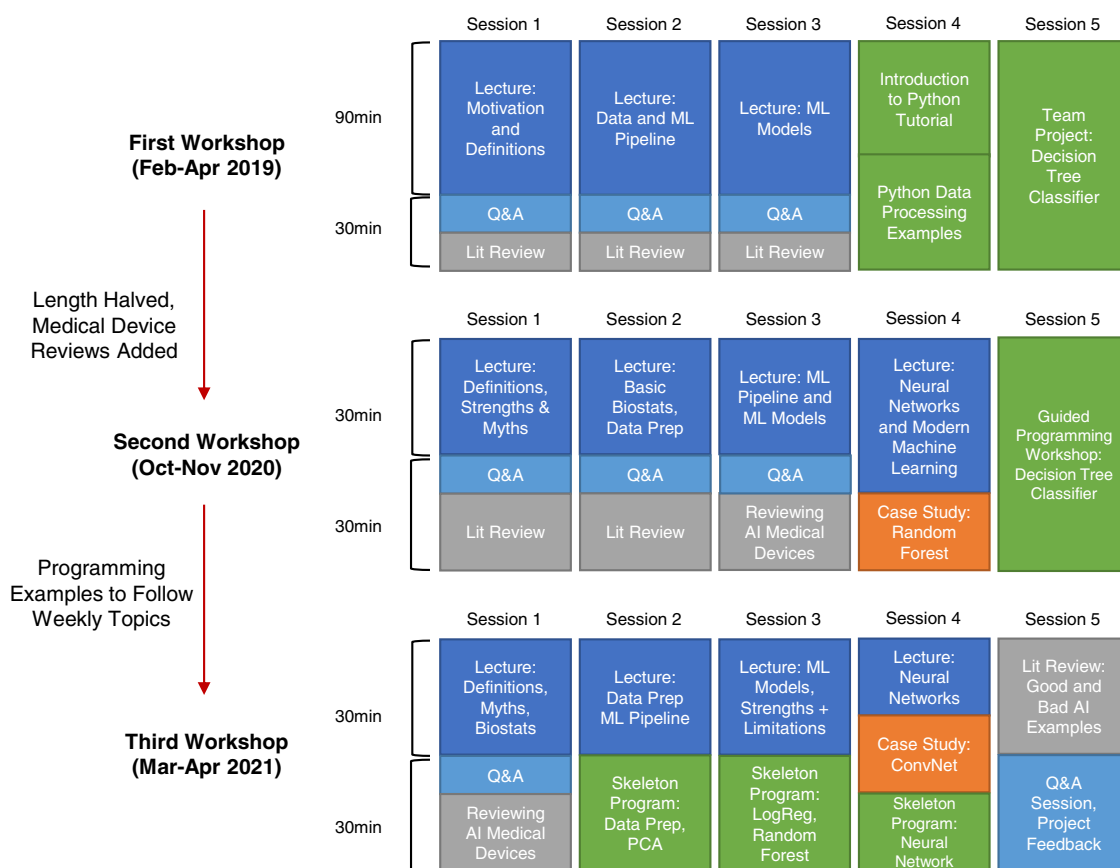 Session 1
Session 2
Session 3
Session 4
Session 5
First Workshop
(Feb-Apr 2019)
90min
30min
Lecture:
Motivation
and
Definitions
Q&A
Lit Review
Lecture:
Data and ML
Pipeline
Q&A
Lit Review
Lecture: ML
Models
Q&A
Lit Review
Introduction
to Python
Tutorial
Python Data
Processing
Examples
Team
Project:
Decision
Tree
Classifier
Length Halved,
Medical Device
Reviews Added
Session 1
Session 2
Session 3
Session 4
Session 5
Second Workshop
(Oct-Nov 2020)
30min
30min
Lecture:
Definitions,
Strengths &
Myths
Q&A
Lit Review
Lecture:
Basic
Biostats,
Data Prep
Q&A
Lit Review
Lecture: ML
Pipeline and
ML Models
Q&A
Reviewing
AI Medical
Devices
Lecture:
Neural
Networks
and Modern
Machine
Learning
Case Study:
Random
Forest
Guided
Programming
Workshop:
Decision Tree
Classifier
Programming
Examples to Follow
Weekly Topics
Session 1
Session 2
Session 3
Session 4
Session 5
Third Workshop
(Mar-Apr 2021)
30min
30min
Lecture:
Definitions,
Myths,
Biostats
Q&A
Reviewing
AI Medical
Devices
Lecture:
Data Prep
ML Pipeline
Skeleton
Program:
Data Prep,
PCA
Lecture: ML
Models,
Strengths +
Limitations
Skeleton
Program:
LogReg,
Random
Forest
Lecture:
Neural
Networks
Case Study:
ConvNet
Skeleton
Program:
Neural
Network
Lit Review:
Good and
Bad AI
Examples
Q&A
Session,
Project
Feedback